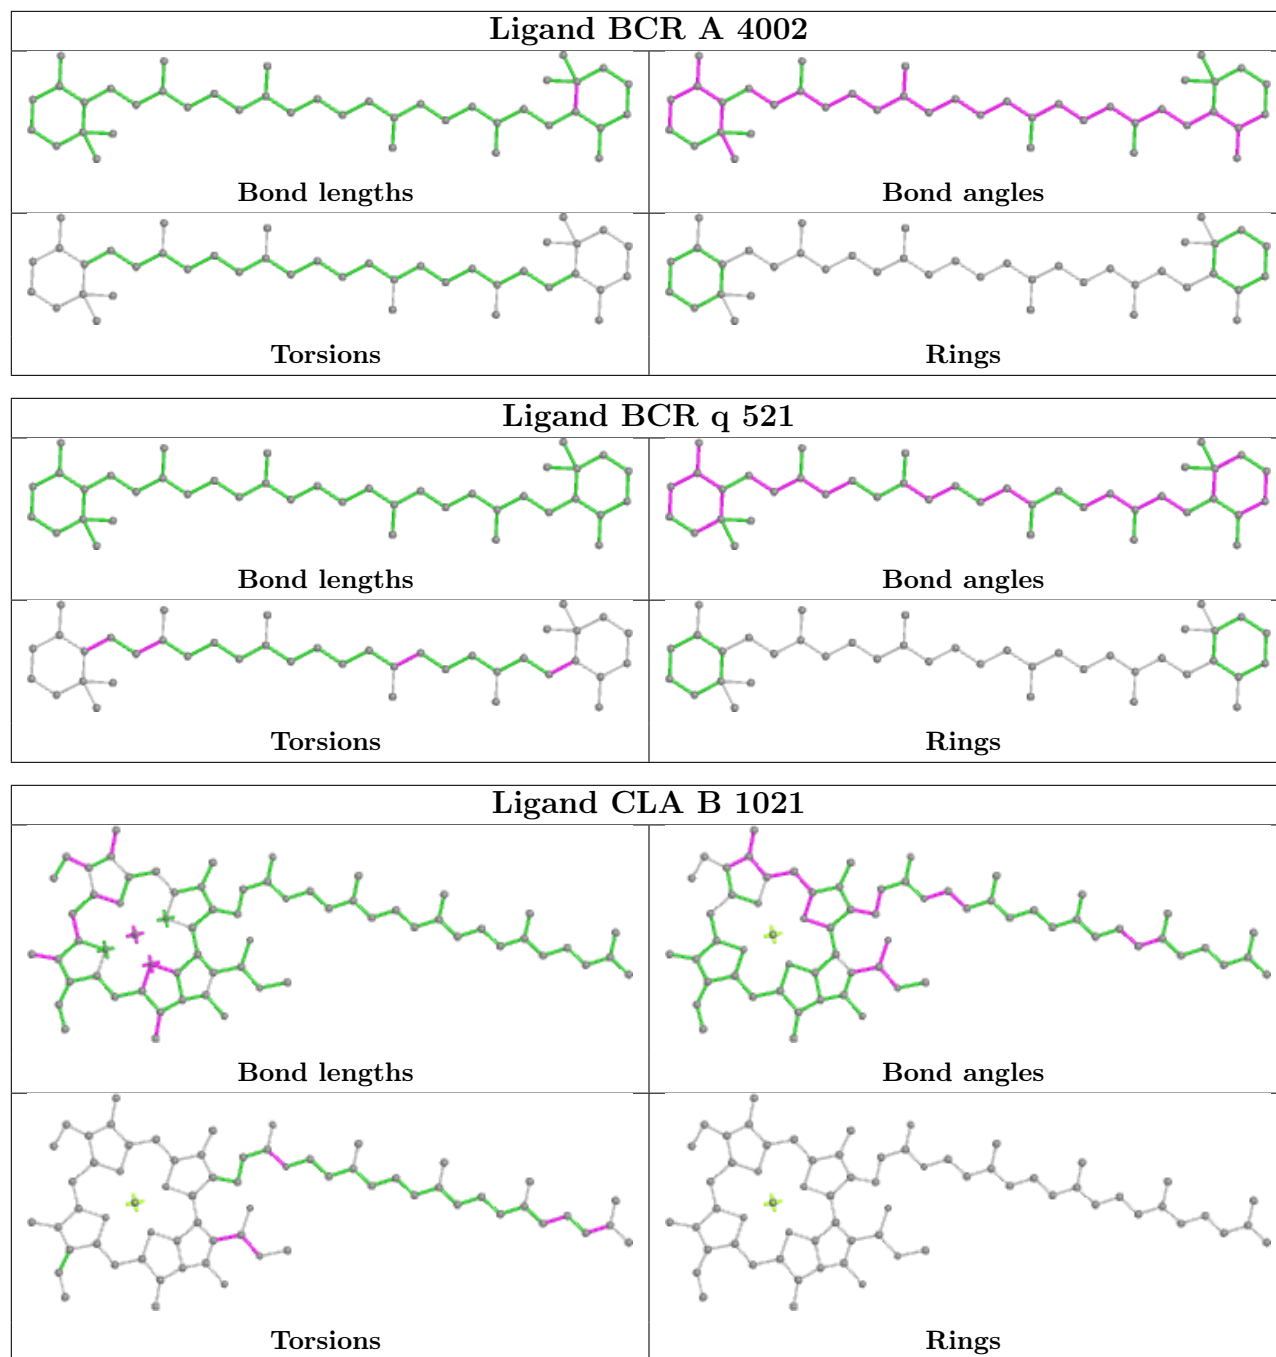 Ligand BCR A 4002
Bond lengths
Bond angles
Torsions
Rings
Ligand BCR q 521
Bond lengths
Bond angles
Torsions
Rings
Ligand CLA B 1021
Bond lengths
Bond angles
Torsions
Rings